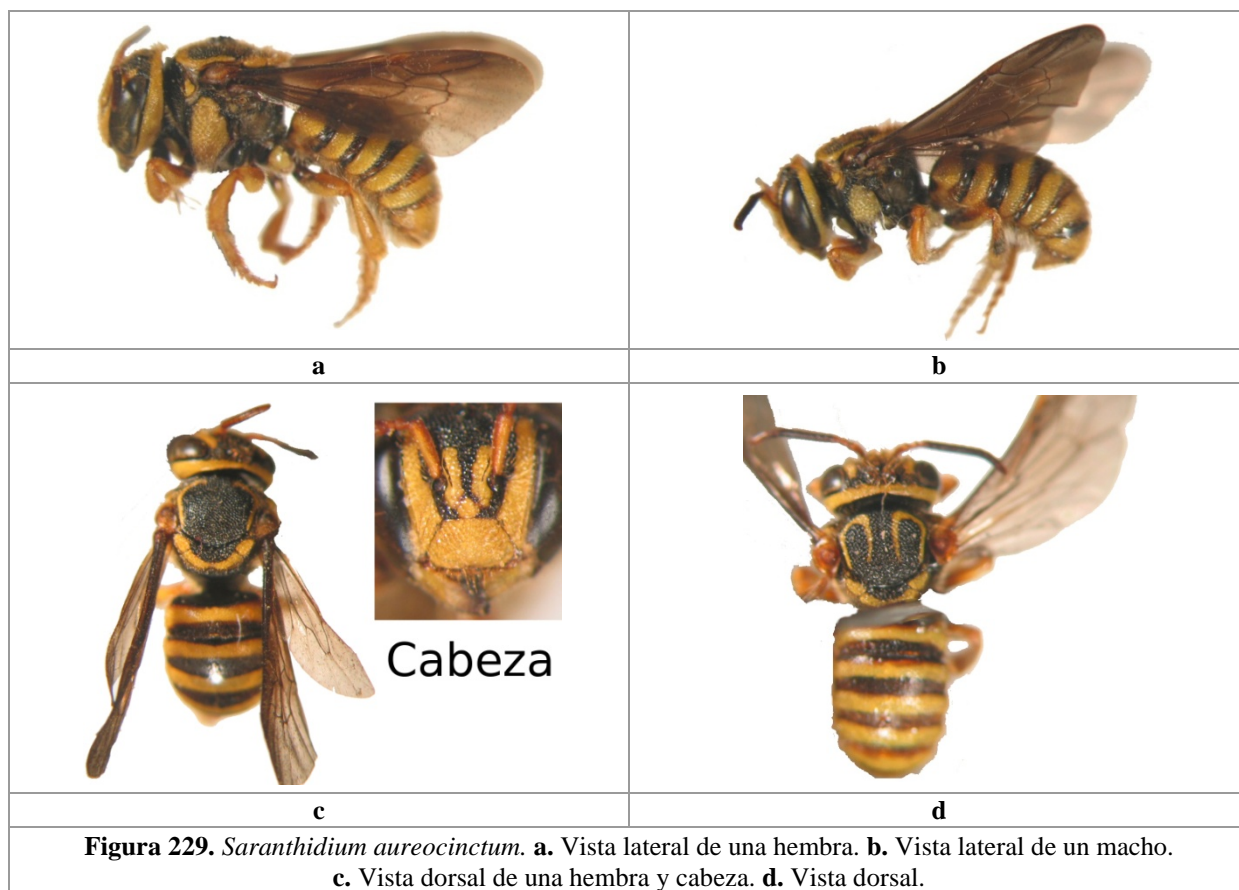 a
b
Cabeza
c
d
Figura 229. Saranthidium aureocinctum. a. Vista lateral de una hembra. b. Vista lateral de un macho.
c. Vista dorsal de una hembra y cabeza. d. Vista dorsal.